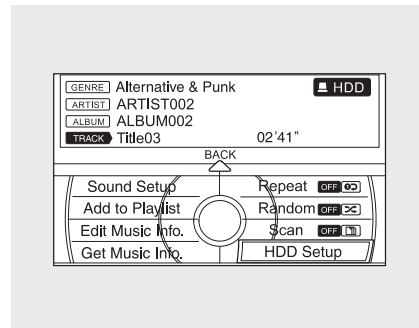 GENRE Alternative & Punk HDD
ARTIST ARTIST002
ALBUM ALBUM002
TRACK Title03 02'41"
BACK
Sound Setup Repeat OFF
Add to Playlist Random OFF
Edit Music Info. Scan OFF
Get Music Info. HDD Setup